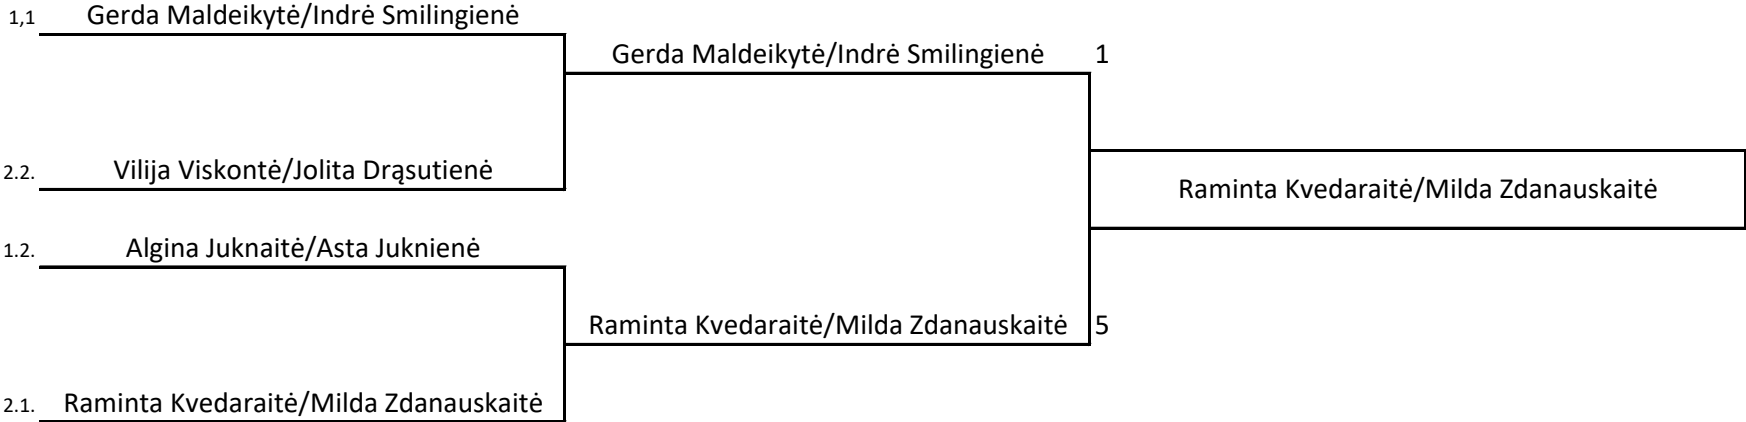 1,1 Gerda Maldeikytė/Indrė Smilingienė
Gerda Maldeikytė/Indrė Smilingienė 1
2.2. Vilija Viskontė/Jolita Drąsutienė
Raminta Kvedaraitė/Milda Zdanauskaitė
1.2. Algina Juknaitė/Asta Juknienė
Raminta Kvedaraitė/Milda Zdanauskaitė 5
2.1. Raminta Kvedaraitė/Milda Zdanauskaitė